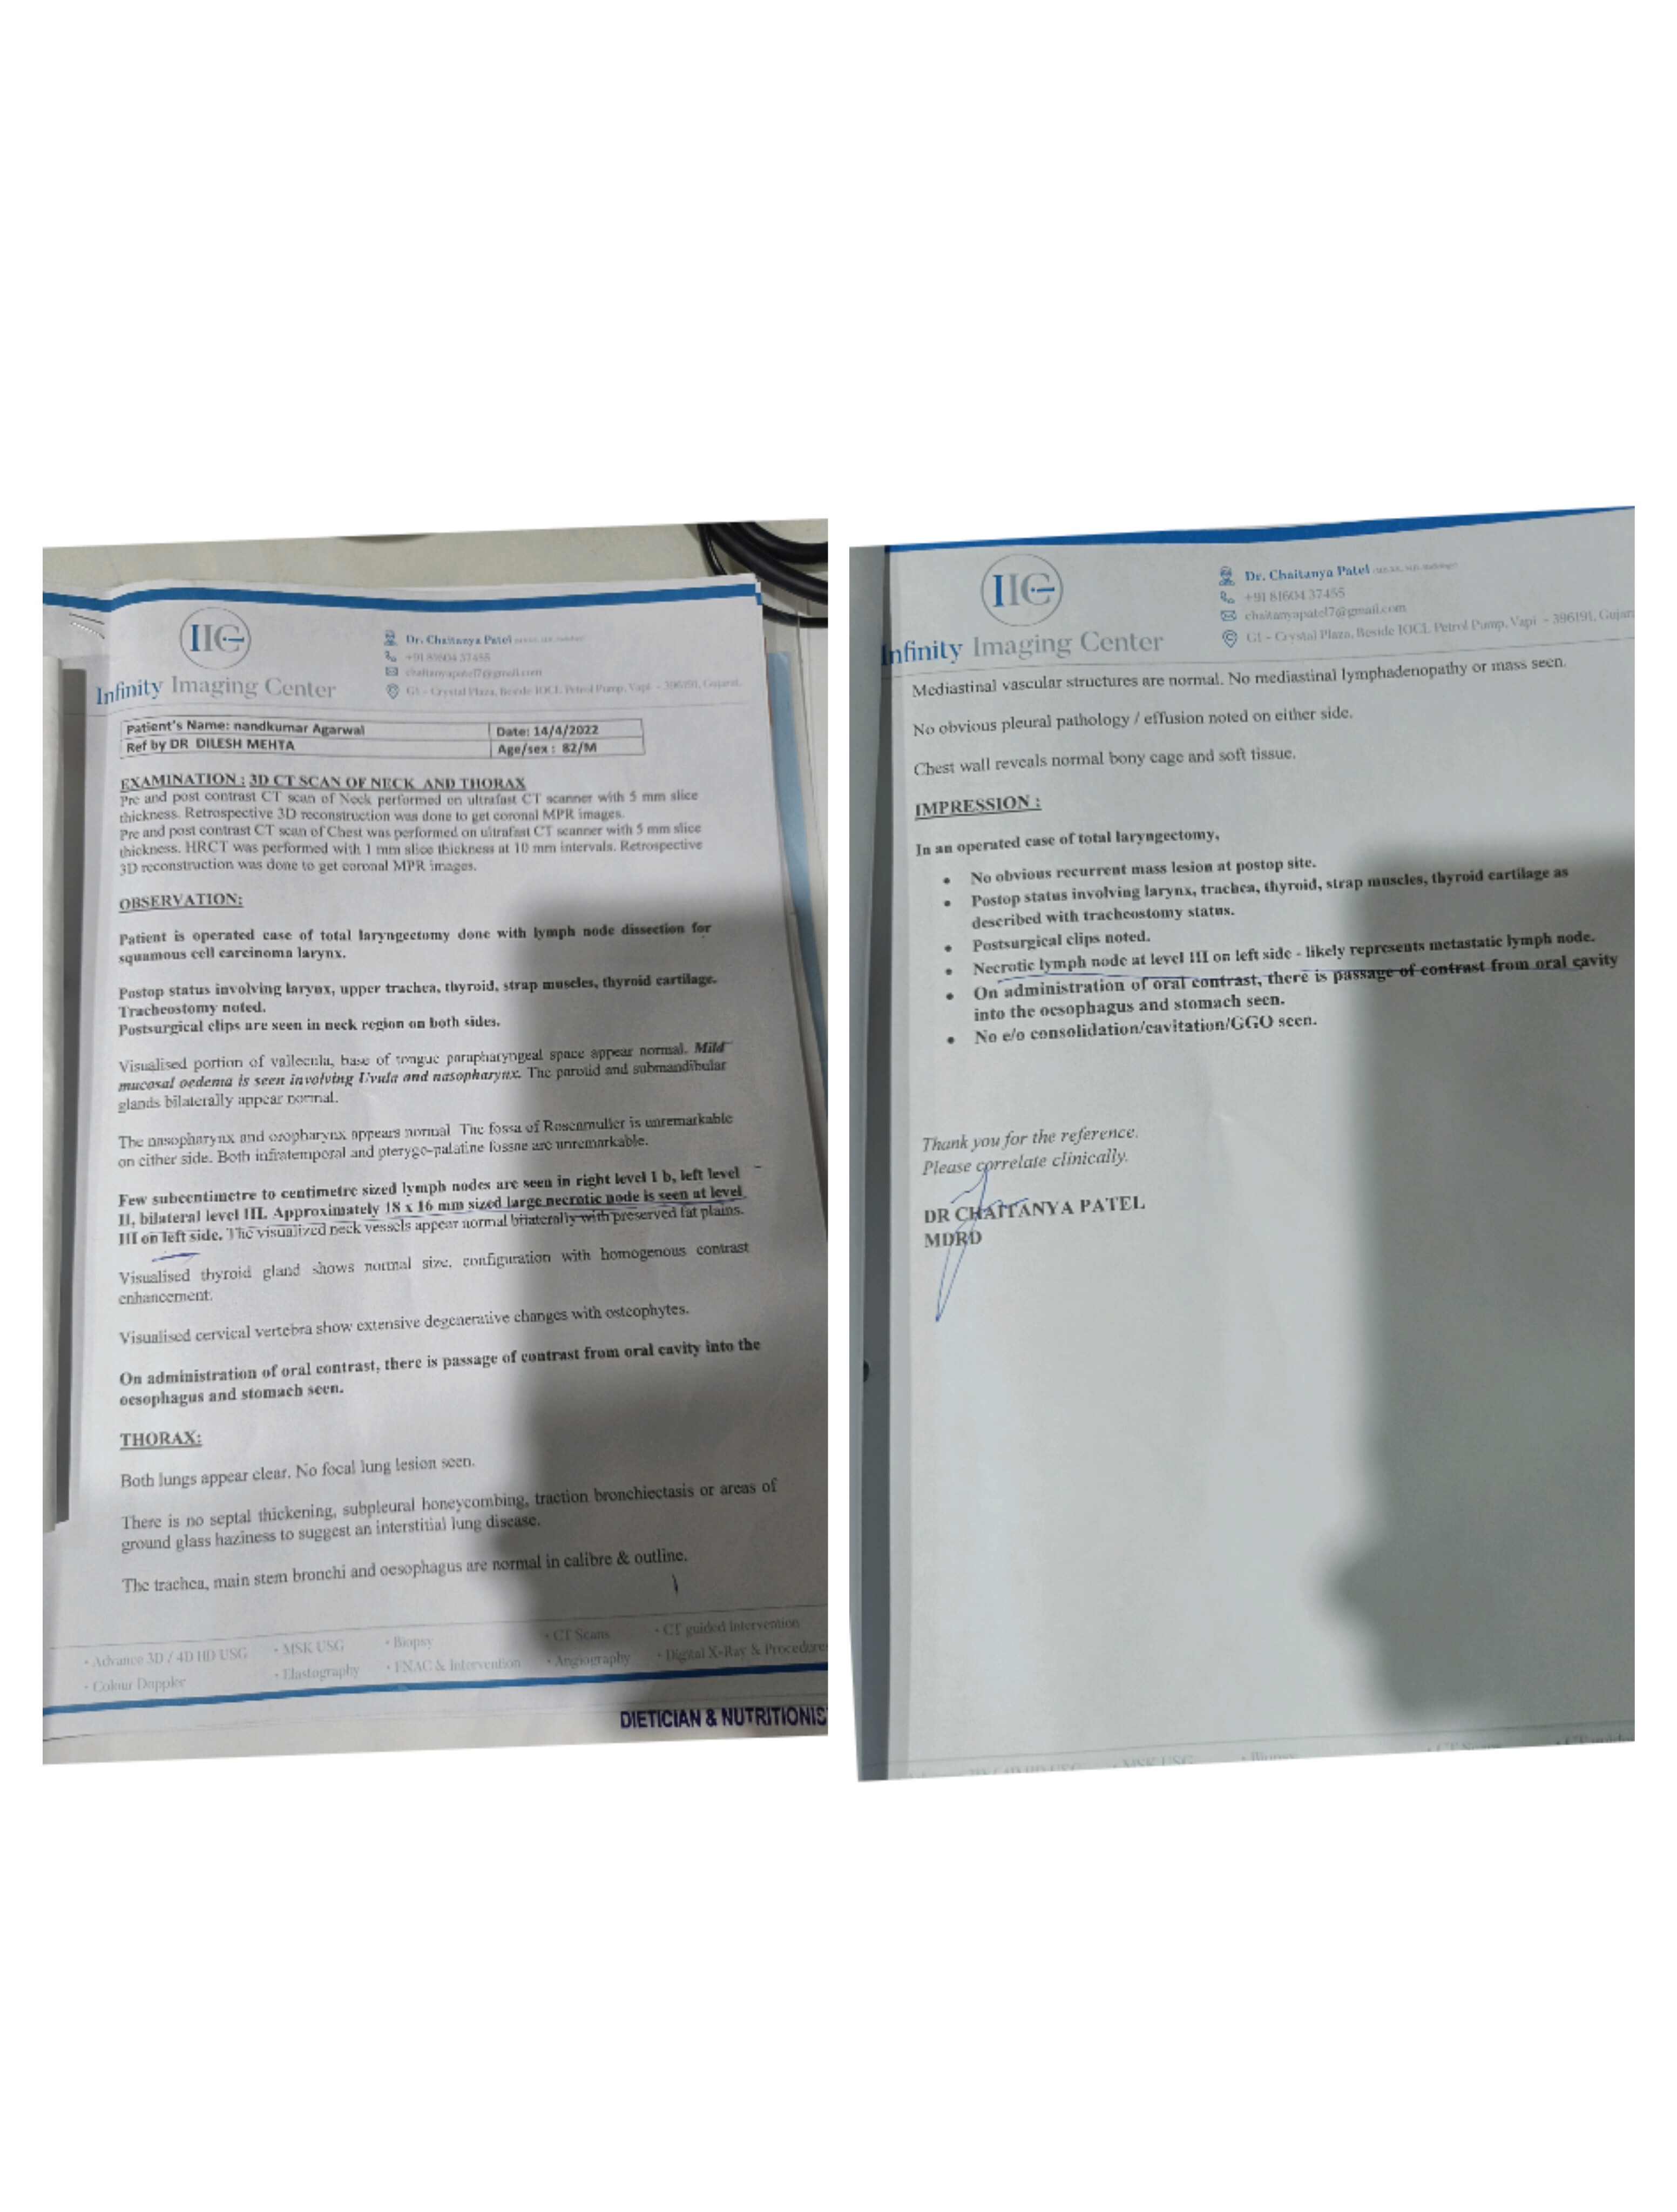 IIC
Infinity Imaging Center
Dr. Chaitanya Patel
+91 81604 37455
chaitanyapatel7@gmail.com
G1 - Crystal Plaza, Beside IOCL Petrol Pump, Vapi - 396191, Gujarat.
Patient's Name: nandkumar Agarwal
Date: 14/4/2022
Ref by DR DILESH MEHTA
Age/sex : 82/M
EXAMINATION : 3D CT SCAN OF NECK AND THORAX
Pre and post contrast CT scan of Neck performed on ultrafast CT scanner with 5 mm slice
thickness. Retrospective 3D reconstruction was done to get coronal MPR images.
Pre and post contrast CT scan of Chest was performed on ultrafast CT scanner with 5 mm slice
thickness. HRCT was performed with 1 mm slice thickness at 10 mm intervals. Retrospective
3D reconstruction was done to get coronal MPR images.
OBSERVATION:
Patient is operated case of total laryngectomy done with lymph node dissection for
squamous cell carcinoma larynx.
Postop status involving larynx, upper trachea, thyroid, strap muscles, thyroid cartilage.
Tracheostomy noted.
Postsurgical clips are seen in neck region on both sides.
Visualised portion of vallecula, base of tongue parapharyngeal space appear normal. Mild
mucosal oedema is seen involving Uvula and nasopharynx. The parotid and submandibular
glands bilaterally appear normal.
The nasopharynx and oropharynx appears normal. The fossa of Rosenmuller is unremarkable
on either side. Both infratemporal and pterygo-palatine fossae are unremarkable.
Few subcentimetre to centimetre sized lymph nodes are seen in right level I b, left level
II, bilateral level III. Approximately 18 x 16 mm sized large necrotic node is seen at level
III on left side. The visualized neck vessels appear normal bilaterally with preserved fat plains.
Visualised thyroid gland shows normal size, configuration with homogenous contrast
enhancement.
Visualised cervical vertebra show extensive degenerative changes with osteophytes.
On administration of oral contrast, there is passage of contrast from oral cavity into the
oesophagus and stomach seen.
THORAX:
Both lungs appear clear. No focal lung lesion seen.
There is no septal thickening, subpleural honeycombing, traction bronchiectasis or areas of
ground glass haziness to suggest an interstitial lung disease.
The trachea, main stem bronchi and oesophagus are normal in calibre & outline.
• Advance 3D / 4D HD USG • MSK USG • Biopsy • CT Scans • CT guided Intervention
• Colour Doppler • Elastography • FNAC & Intervention • Angiography • Digital X-Ray & Procedures
DIETICIAN & NUTRITIONIS
IIC
Infinity Imaging Center
Dr. Chaitanya Patel
+91 81604 37455
chaitanyapatel7@gmail.com
G1 - Crystal Plaza, Beside IOCL Petrol Pump, Vapi - 396191, Gujarat
Mediastinal vascular structures are normal. No mediastinal lymphadenopathy or mass seen.
No obvious pleural pathology / effusion noted on either side.
Chest wall reveals normal bony cage and soft tissue.
IMPRESSION :
In an operated case of total laryngectomy,
• No obvious recurrent mass lesion at postop site.
• Postop status involving larynx, trachea, thyroid, strap muscles, thyroid cartilage as
described with tracheostomy status.
• Postsurgical clips noted.
• Necrotic lymph node at level III on left side - likely represents metastatic lymph node.
• On administration of oral contrast, there is passage of contrast from oral cavity
into the oesophagus and stomach seen.
• No e/o consolidation/cavitation/GGO seen.
Thank you for the reference.
Please correlate clinically.
DR CHAITANYA PATEL
MDRD
MSK USG • Biopsy